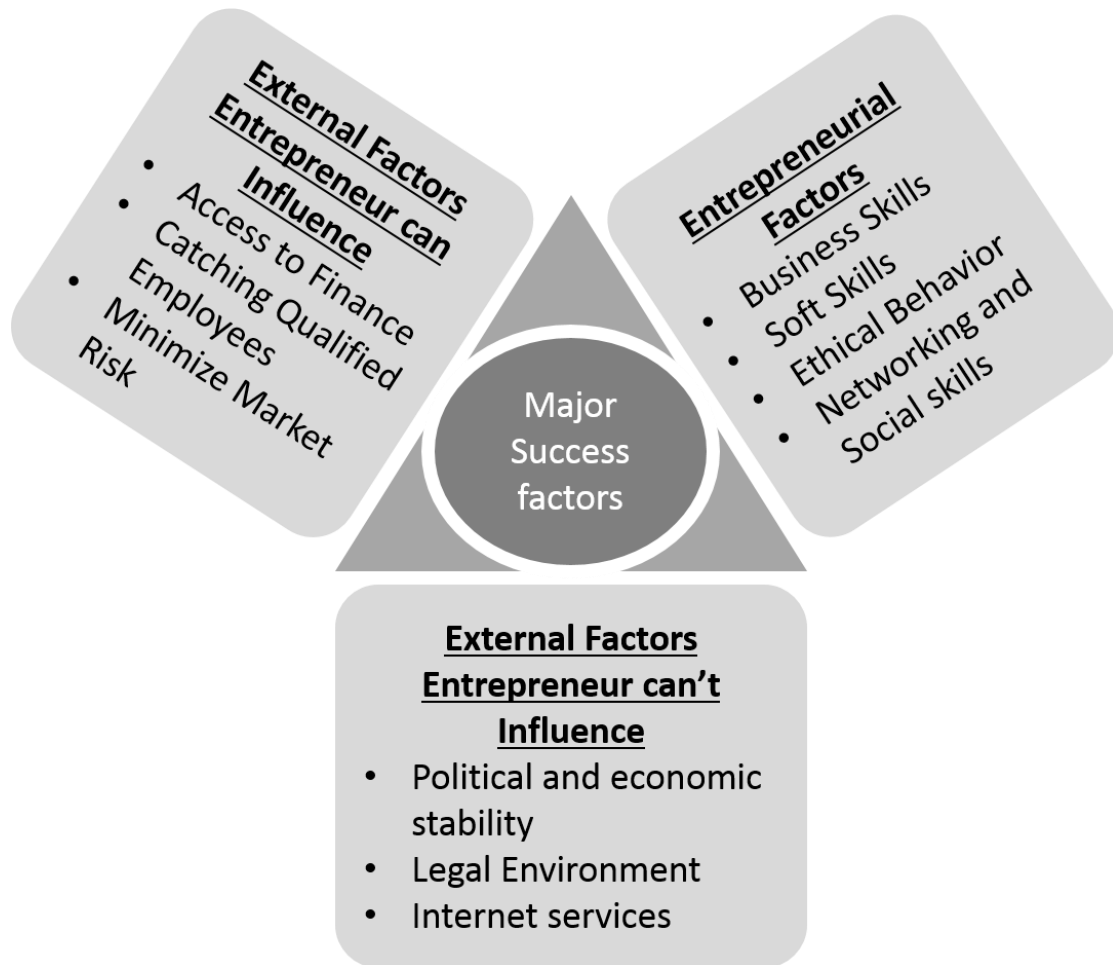 External Factors
Entrepreneur can
Influence
• Access to Finance
• Catching Qualified
Employees
• Minimize Market
Risk
Entrepreneurial
Factors
• Business Skills
• Soft Skills
• Ethical Behavior
• Networking and
Social skills
Major
Success
factors
External Factors
Entrepreneur can’t
Influence
• Political and economic
stability
• Legal Environment
• Internet services